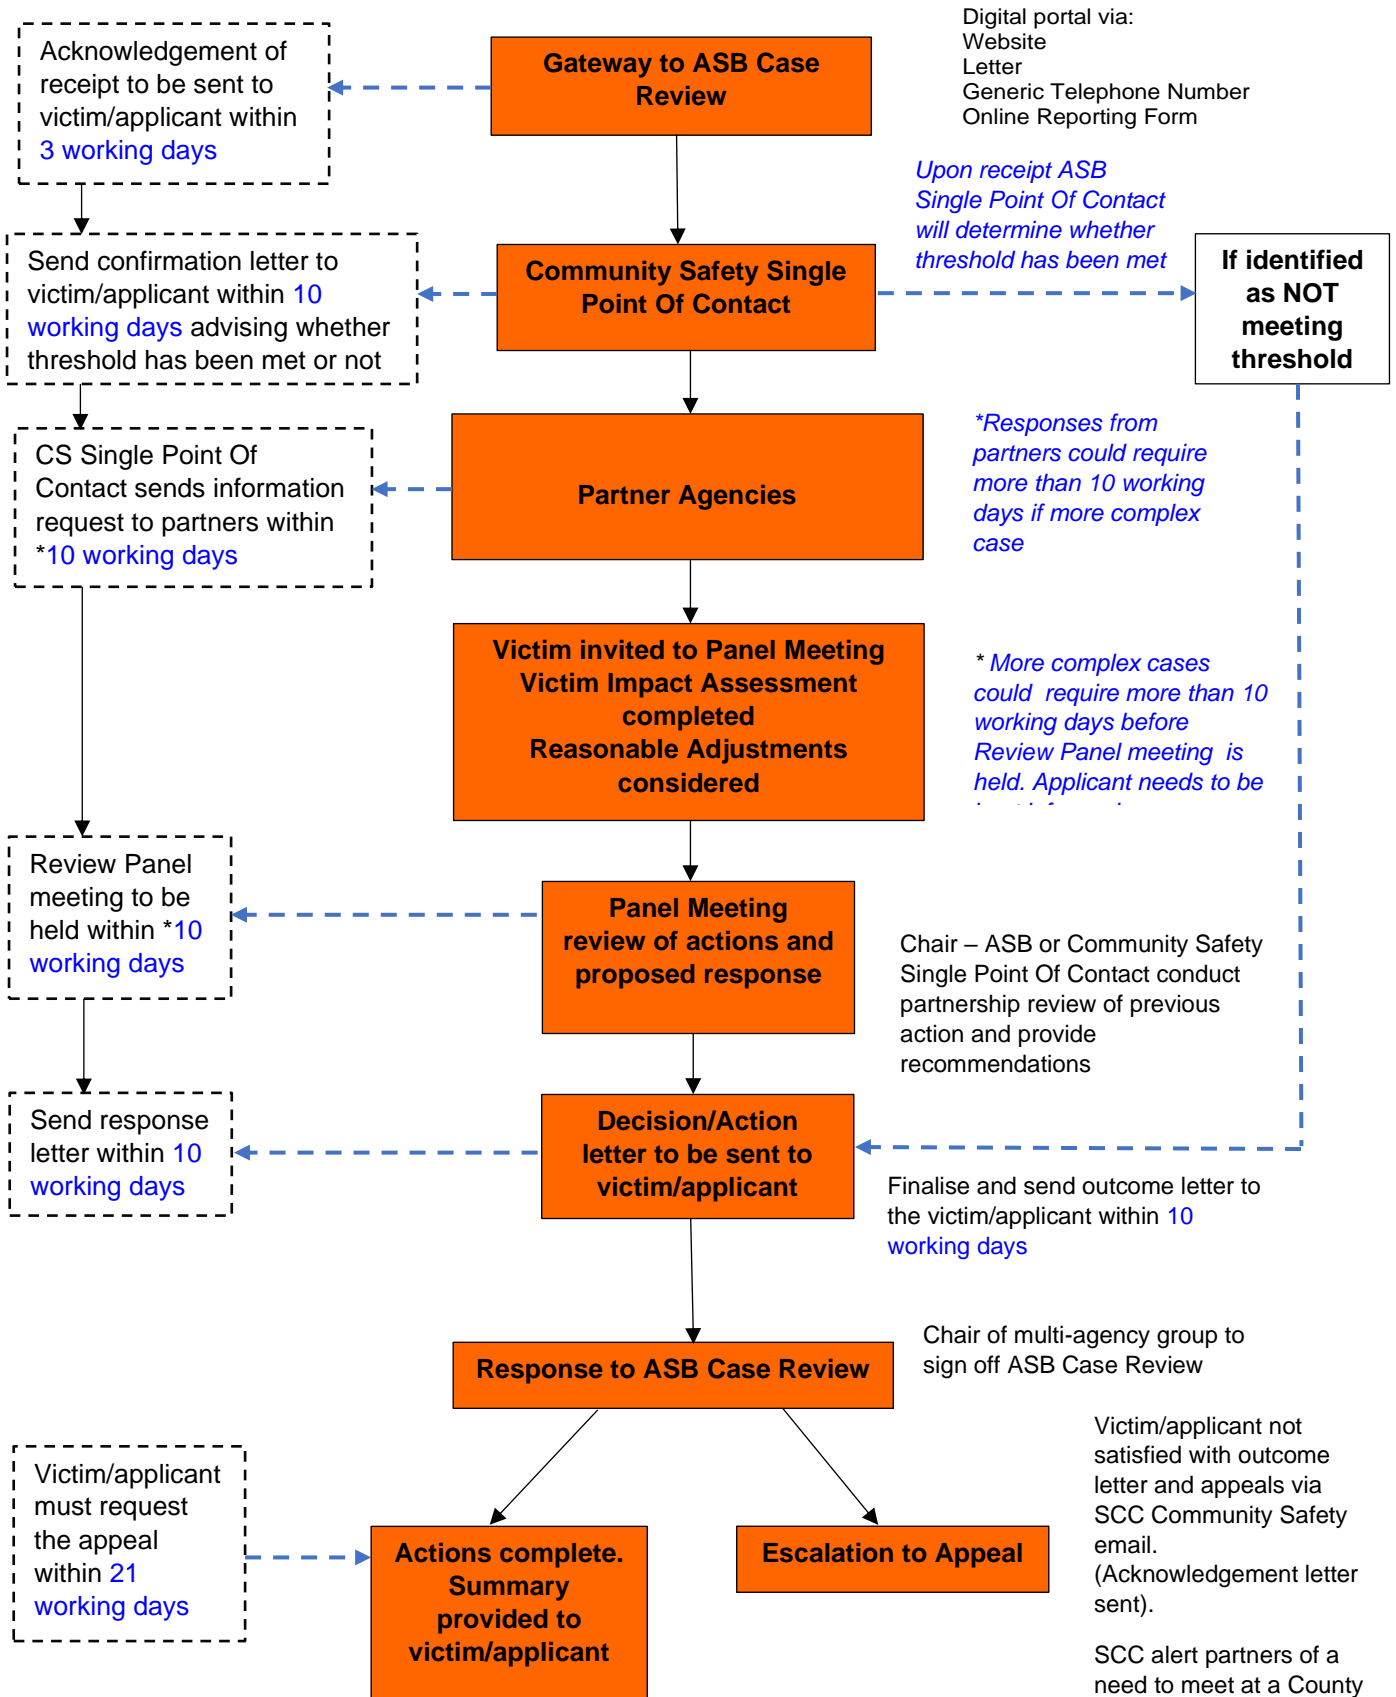 Digital portal via:
Website
Letter
Generic Telephone Number
Online Reporting Form
Acknowledgement of
receipt to be sent to
victim/applicant within
3 working days
Gateway to ASB Case
Review
Upon receipt ASB
Single Point Of Contact
will determine whether
threshold has been met
Send confirmation letter to
victim/applicant within 10
working days advising whether
threshold has been met or not
Community Safety Single
Point Of Contact
If identified
as NOT
meeting
threshold
CS Single Point Of
Contact sends information
request to partners within
*10 working days
Partner Agencies
*Responses from
partners could require
more than 10 working
days if more complex
case
Victim invited to Panel Meeting
Victim Impact Assessment
completed
Reasonable Adjustments
considered
* More complex cases
could require more than 10
working days before
Review Panel meeting is
held. Applicant needs to be
Review Panel
meeting to be
held within *10
working days
Panel Meeting
review of actions and
proposed response
Chair – ASB or Community Safety
Single Point Of Contact conduct
partnership review of previous
action and provide
recommendations
Send response
letter within 10
working days
Decision/Action
letter to be sent to
victim/applicant
Finalise and send outcome letter to
the victim/applicant within 10
working days
Chair of multi-agency group to
sign off ASB Case Review
Response to ASB Case Review
Victim/applicant
must request
the appeal
within 21
working days
Actions complete.
Summary
provided to
victim/applicant
Escalation to Appeal
Victim/applicant not
satisfied with outcome
letter and appeals via
SCC Community Safety
email.
(Acknowledgement letter
sent).
SCC alert partners of a
need to meet at a County